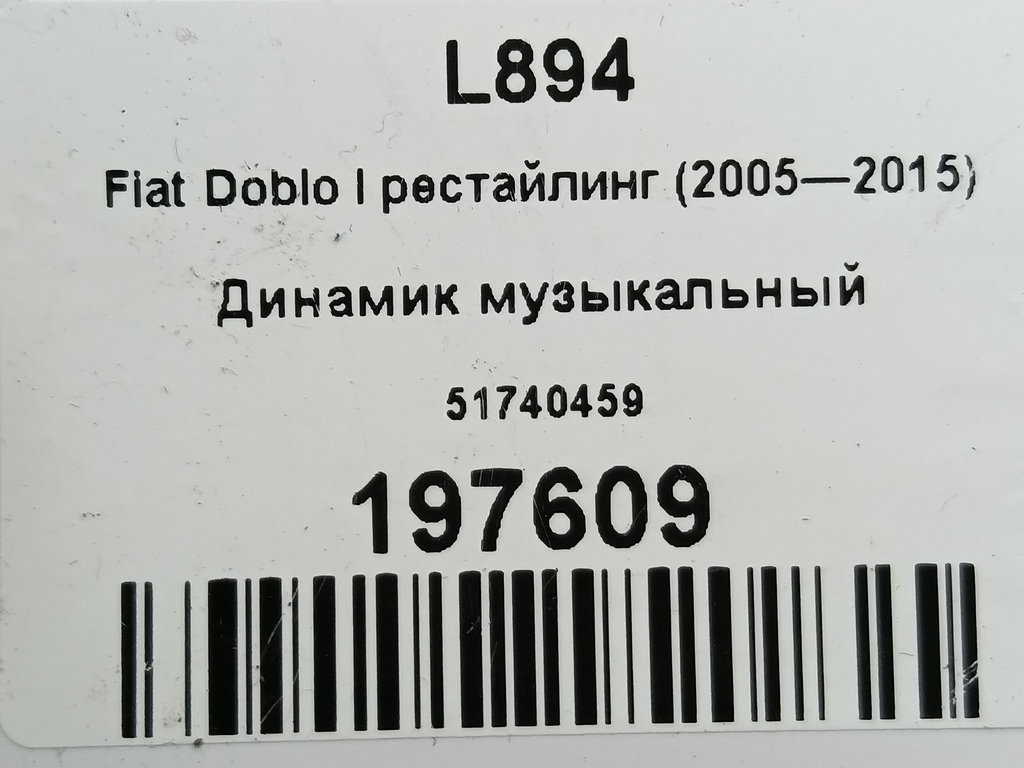 L894
Fiat Doblo I рестайлинг (2005—2015)
Динамик музыкальный
51740459
197609